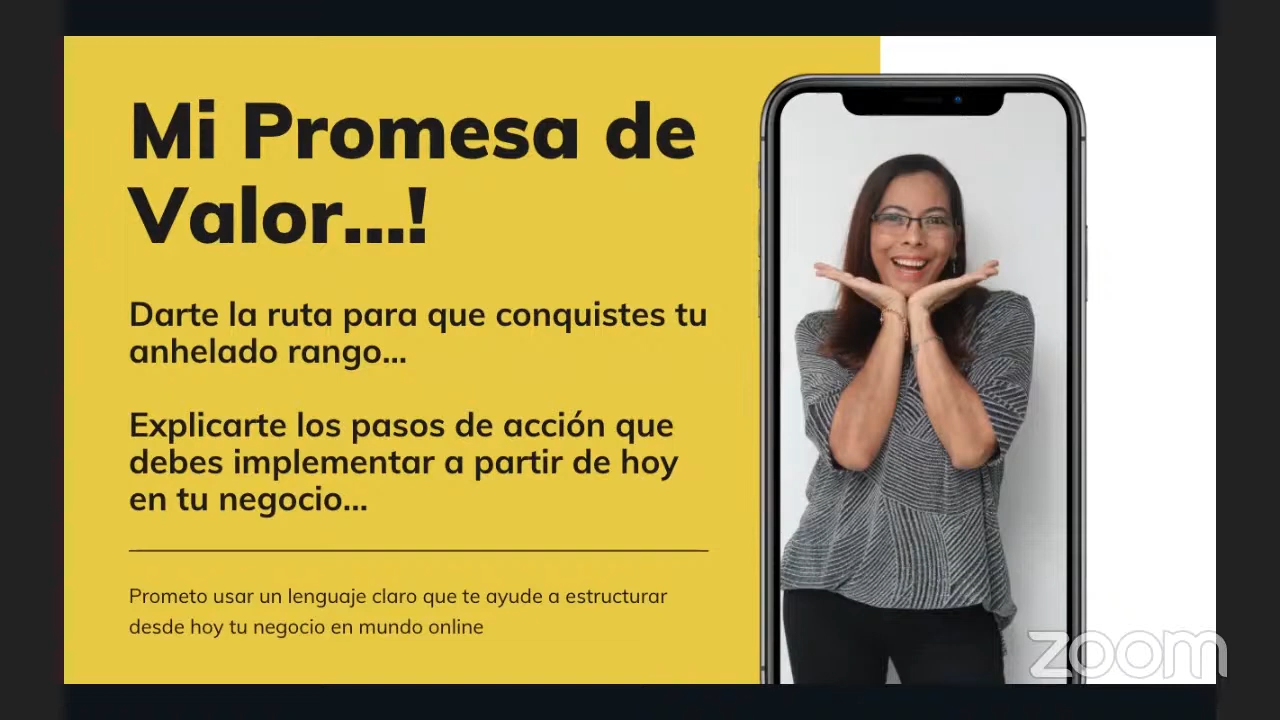 Mi Promesa de
Valor...!
Darte la ruta para que conquistes tu
anhelado rango...
Explicarte los pasos de acción que
debes implementar a partir de hoy
en tu negocio...
Prometo usar un lenguaje claro que te ayude a estructurar
desde hoy tu negocio en mundo online
zoom